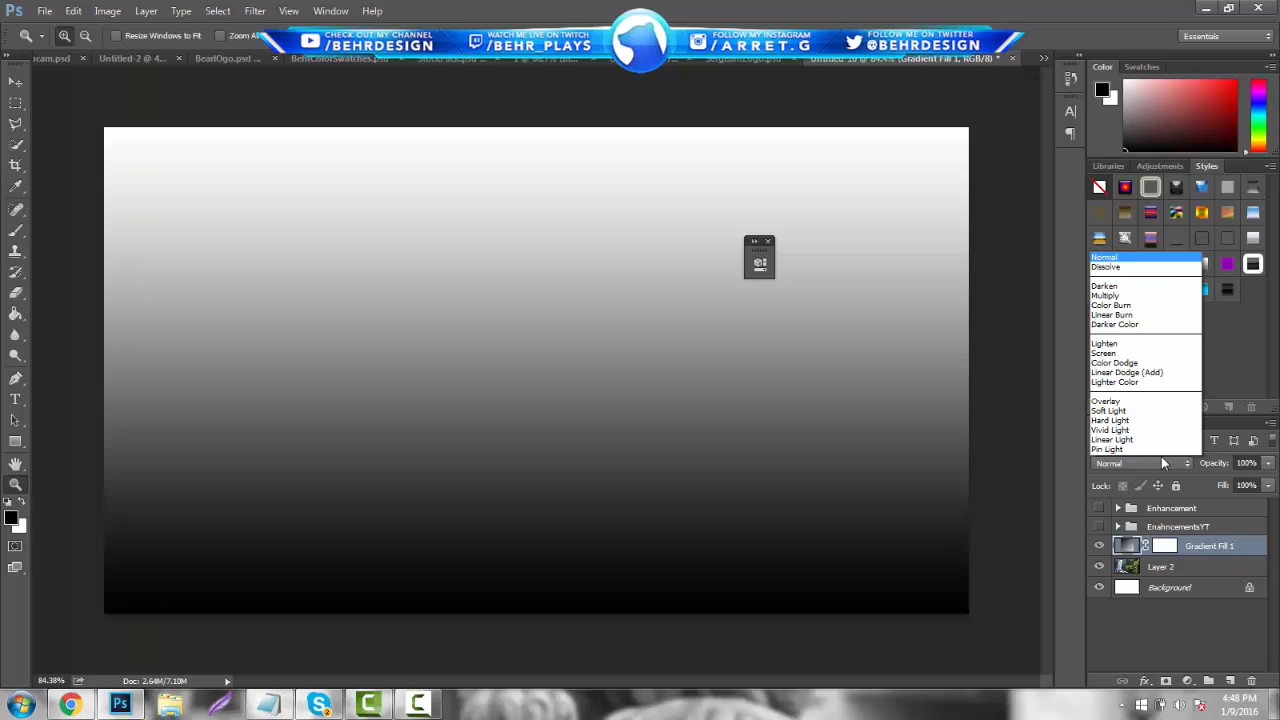 Ps File Edit Image Layer Type Select Filter View Window Help
CHECK OUT MY CHANNEL
/BEHRDESIGN
WATCH ME LIVE ON TWITCH
/BEHR_PLAYS
FOLLOW MY INSTAGRAM
/ARRET.G
FOLLOW ME ON TWITTER
@BEHRDESIGN
Resize Windows to Fit Zoom All
Essentials
cam.psd × Untitled-2 @ 4... × BearlOgo.psd ... × BehrColorSwatches.psd
(Gradient Fill 1, RGB/8) * ×
Color Swatches
Libraries Adjustments Styles
Normal
Dissolve
Darken
Multiply
Color Burn
Linear Burn
Darker Color
Lighten
Screen
Color Dodge
Linear Dodge (Add)
Lighter Color
Overlay
Soft Light
Hard Light
Vivid Light
Linear Light
Pin Light
Normal Opacity: 100%
Lock: Fill: 100%
Enhancement
EnahncementsYT
Gradient Fill 1
Layer 2
Background
84.38% Doc: 2.64M/7.10M
4:48 PM
1/9/2016